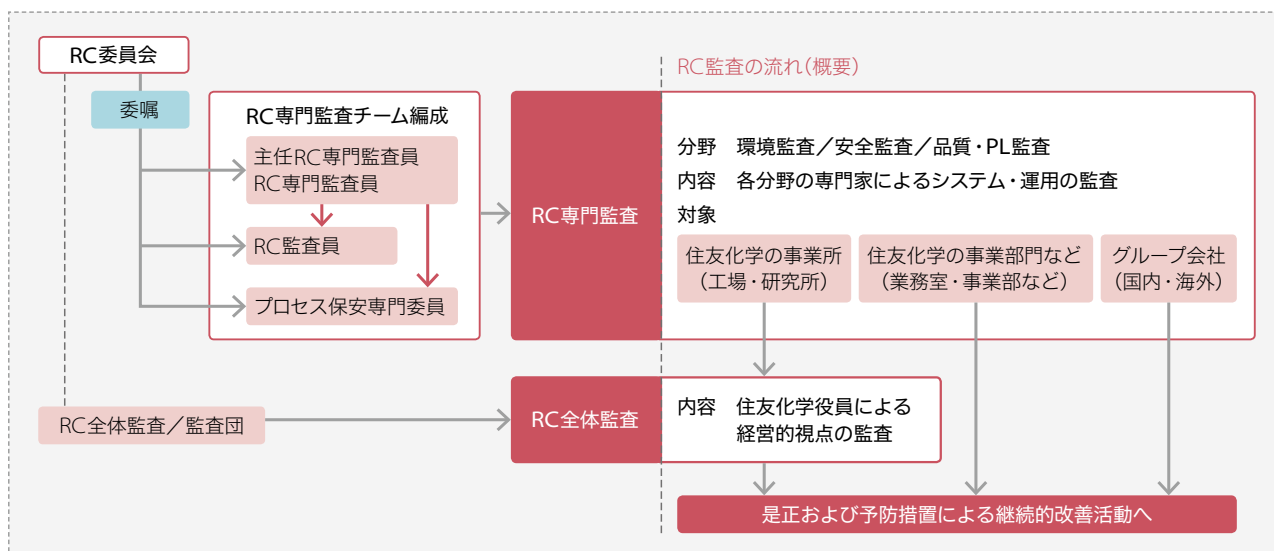 RC委員会
委嘱
RC専門監査チーム編成
主任RC専門監査員
RC専門監査員
RC監査員
プロセス保安専門委員
RC全体監査／監査団
RC監査の流れ（概要）
RC専門監査
分野　環境監査／安全監査／品質・PL監査
内容　各分野の専門家によるシステム・運用の監査
対象
住友化学の事業所
（工場・研究所）
住友化学の事業部門など
（業務室・事業部など）
グループ会社
（国内・海外）
RC全体監査
内容　住友化学役員による
経営的視点の監査
是正および予防措置による継続的改善活動へ